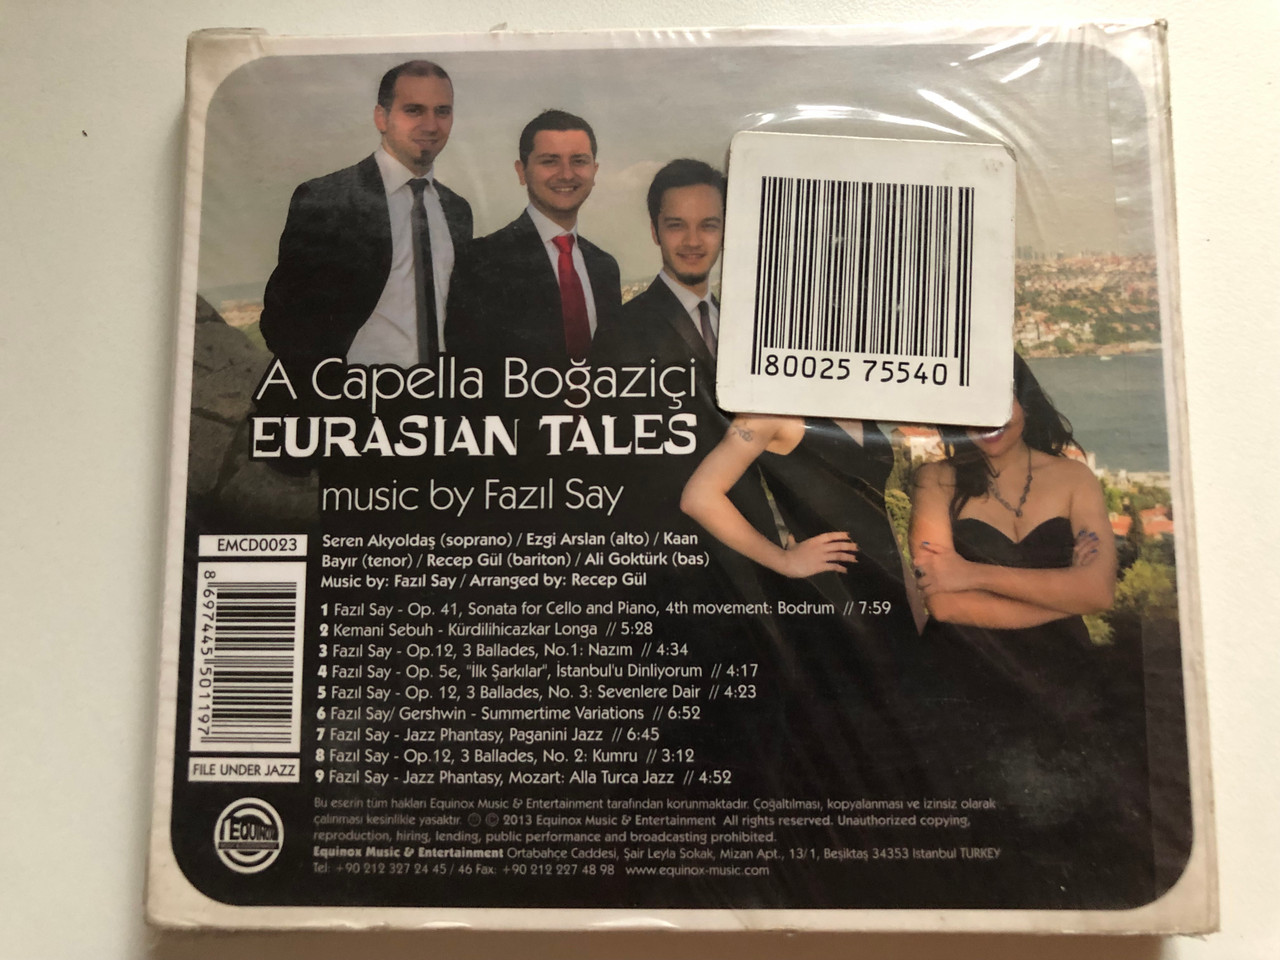 80025 75540
A Capella Boğaziçi
EURASIAN TALES
music by Fazıl Say
EMCD0023
8 697445 501197
FILE UNDER JAZZ
Seren Akyoldaş (soprano) / Ezgi Arslan (alto) / Kaan
Bayır (tenor) / Recep Gül (bariton) / Ali Goktürk (bas)
Music by: Fazıl Say / Arranged by: Recep Gül
1 Fazıl Say - Op. 41, Sonata for Cello and Piano, 4th movement: Bodrum // 7:59
2 Kemani Sebuh - Kürdilihicazkar Longa // 5:28
3 Fazıl Say - Op.12, 3 Ballades, No.1: Nazım // 4:34
4 Fazıl Say - Op. 5e, "İlk Şarkılar", İstanbul'u Dinliyorum // 4:17
5 Fazıl Say - Op. 12, 3 Ballades, No. 3: Sevenlere Dair // 4:23
6 Fazıl Say/ Gershwin - Summertime Variations // 6:52
7 Fazıl Say - Jazz Phantasy, Paganini Jazz // 6:45
8 Fazıl Say - Op.12, 3 Ballades, No. 2: Kumru // 3:12
9 Fazıl Say - Jazz Phantasy, Mozart: Alla Turca Jazz // 4:52
EQUINOX
Bu eserin tüm hakları Equinox Music & Entertainment tarafından korunmaktadır. Çoğaltılması, kopyalanması ve izinsiz olarak
çalınması kesinlikle yasaktır. ℗ © 2013 Equinox Music & Entertainment All rights reserved. Unauthorized copying,
reproduction, hiring, lending, public performance and broadcasting prohibited.
Equinox Music & Entertainment Ortabahçe Caddesi, Şair Leyla Sokak, Mizan Apt., 13/1, Beşiktaş 34353 Istanbul TURKEY
Tel: +90 212 327 24 45 / 46 Fax: +90 212 227 48 98 www.equinox-music.com